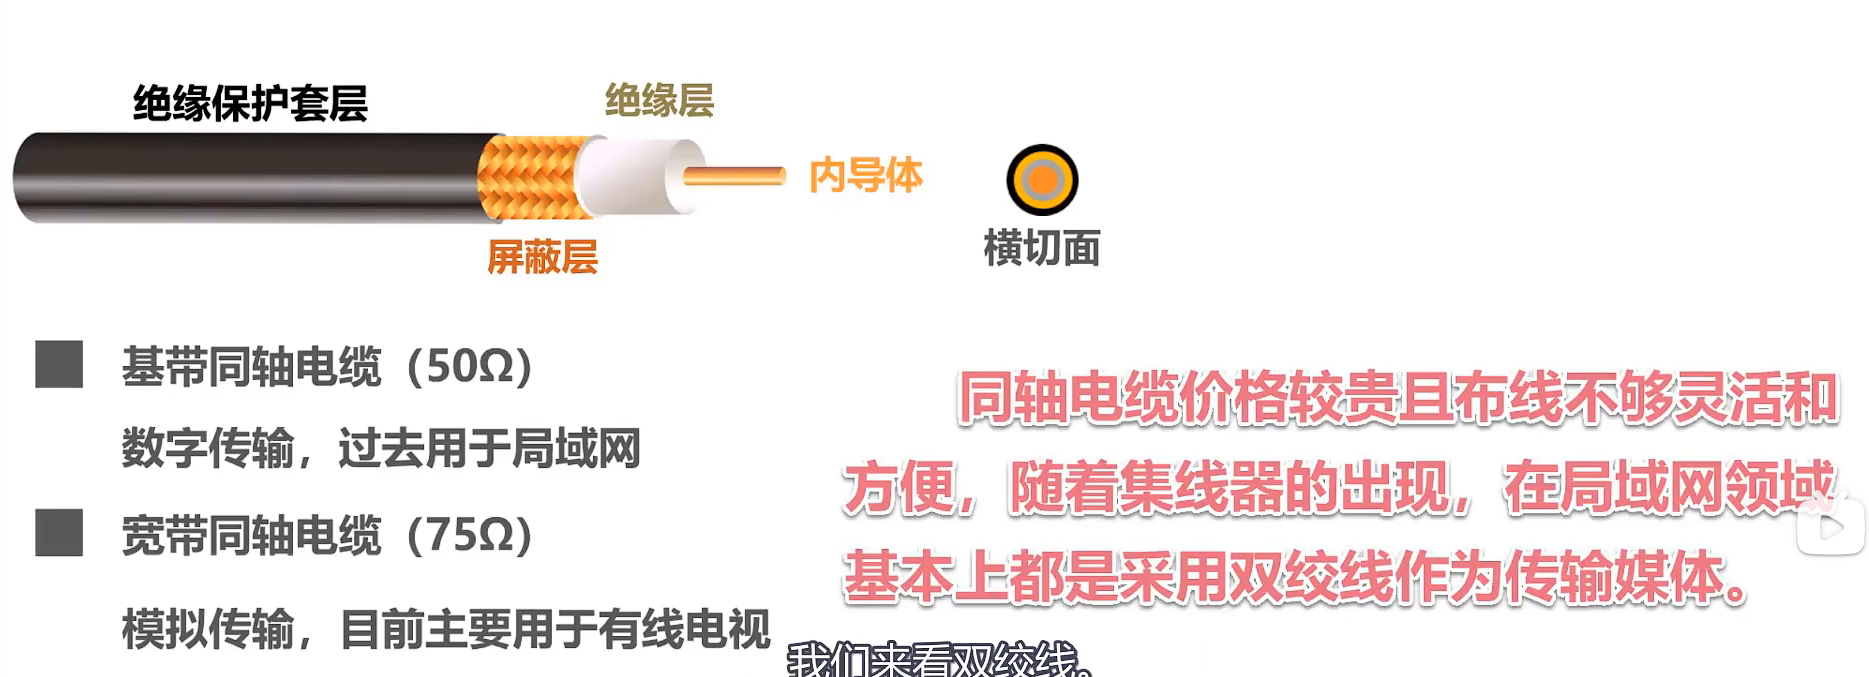 绝缘保护套层
绝缘层
内导体
屏蔽层
横切面
基带同轴电缆（50Ω）
数字传输，过去用于局域网
宽带同轴电缆（75Ω）
模拟传输，目前主要用于有线电视
同轴电缆价格较贵且布线不够灵活和
方便，随着集线器的出现，在局域网领域
基本上都是采用双绞线作为传输媒体。
我们来看双绞线。